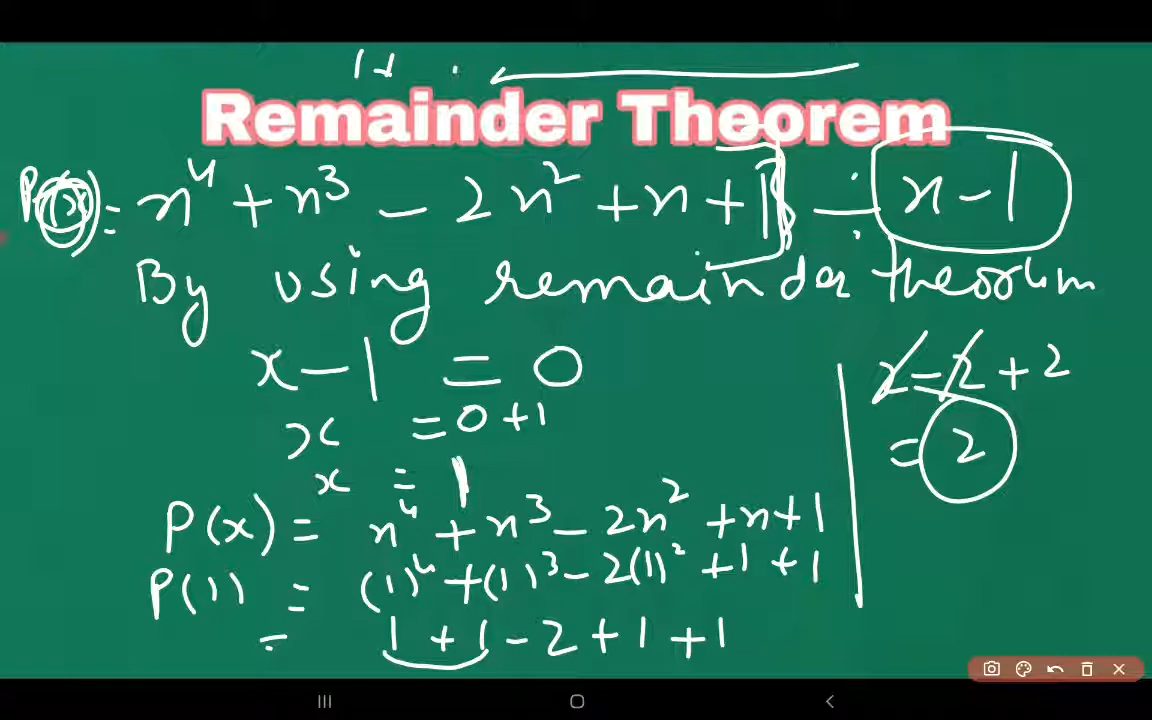 Remainder Theorem
P(x) = x⁴ + x³ - 2x² + x + 1 ÷ x - 1
By using remainder theorem
x - 1 = 0
x = 0 + 1
x = 1
P(x) = x⁴ + x³ - 2x² + x + 1
P(1) = (1)⁴ + (1)³ - 2(1)² + 1 + 1
= 1 + 1 - 2 + 1 + 1
2 - 2 + 2
= 2